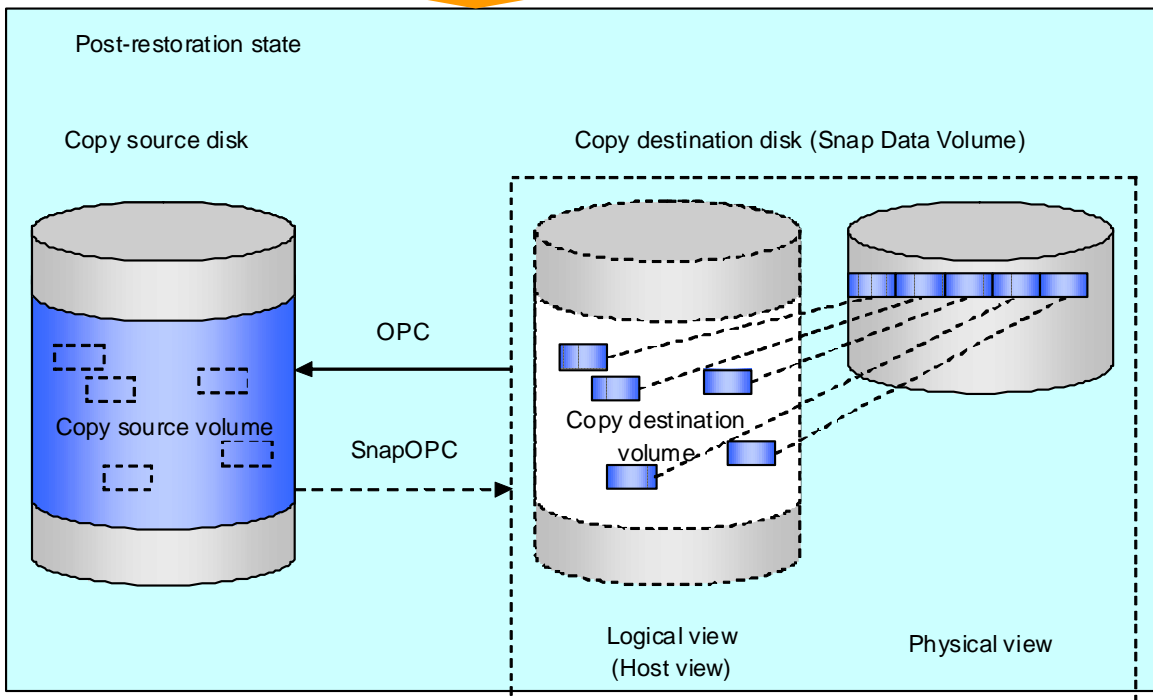 Post-restoration state
Copy source disk
Copy destination disk (Snap Data Volume)
OPC
Copy source volume
SnapOPC
Copy destination
volume
Logical view
(Host view)
Physical view